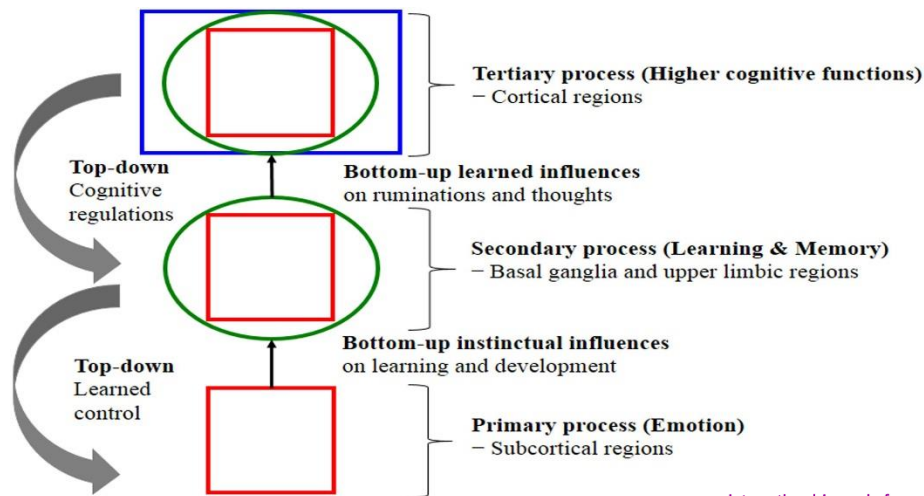 Tertiary process (Higher cognitive functions)
− Cortical regions
Top-down
Cognitive
regulations
Bottom-up learned influences
on ruminations and thoughts
Secondary process (Learning & Memory)
− Basal ganglia and upper limbic regions
Bottom-up instinctual influences
on learning and development
Top-down
Learned
control
Primary process (Emotion)
− Subcortical regions